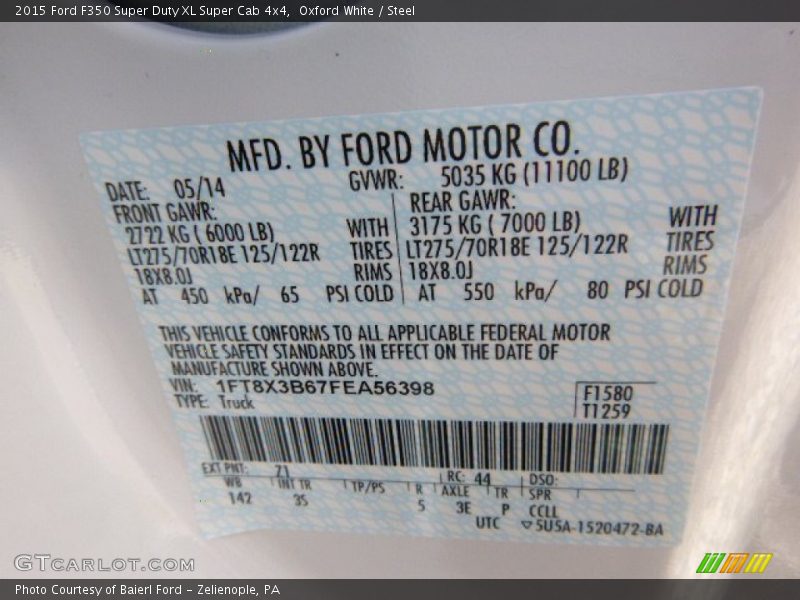 2015 Ford F350 Super Duty XL Super Cab 4x4, Oxford White / Steel
MFD. BY FORD MOTOR CO.
DATE: 05/14 GVWR: 5035 KG (11100 LB)
FRONT GAWR: REAR GAWR:
2722 KG ( 6000 LB) WITH 3175 KG ( 7000 LB) WITH
LT275/70R18E 125/122R TIRES LT275/70R18E 125/122R TIRES
18X8.0J RIMS 18X8.0J RIMS
AT 450 kPa/ 65 PSI COLD AT 550 kPa/ 80 PSI COLD
THIS VEHICLE CONFORMS TO ALL APPLICABLE FEDERAL MOTOR
VEHICLE SAFETY STANDARDS IN EFFECT ON THE DATE OF
MANUFACTURE SHOWN ABOVE.
VIN: 1FT8X3B67FEA56398 F1580
TYPE: Truck T1259
EXT PNT: Z1 RC: 44 DSO:
WB INT TR TP/PS R AXLE TR SPR
142 3S 5 3E P CCLL
UTC ▽5U5A-1520472-BA
GTCARLOT.COM
Photo Courtesy of Baierl Ford - Zelienople, PA